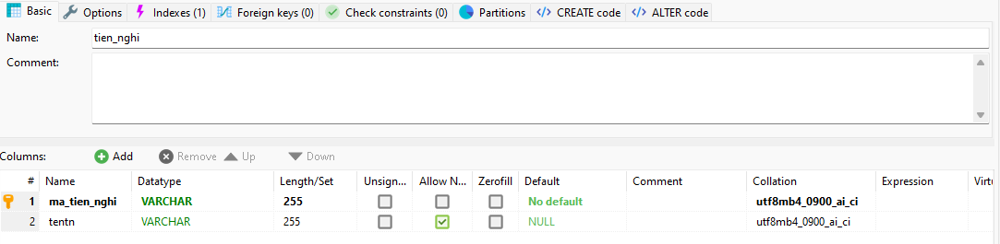 Basic Options Indexes (1) Foreign keys (0) Check constraints (0) Partitions CREATE code ALTER code
Name: tien_nghi
Comment:
Columns: Add Remove Up Down
# Name Datatype Length/Set Unsign... Allow N... Zerofill Default Comment Collation Expression Virtu
1 ma_tien_nghi VARCHAR 255 No default utf8mb4_0900_ai_ci
2 tentn VARCHAR 255 NULL utf8mb4_0900_ai_ci